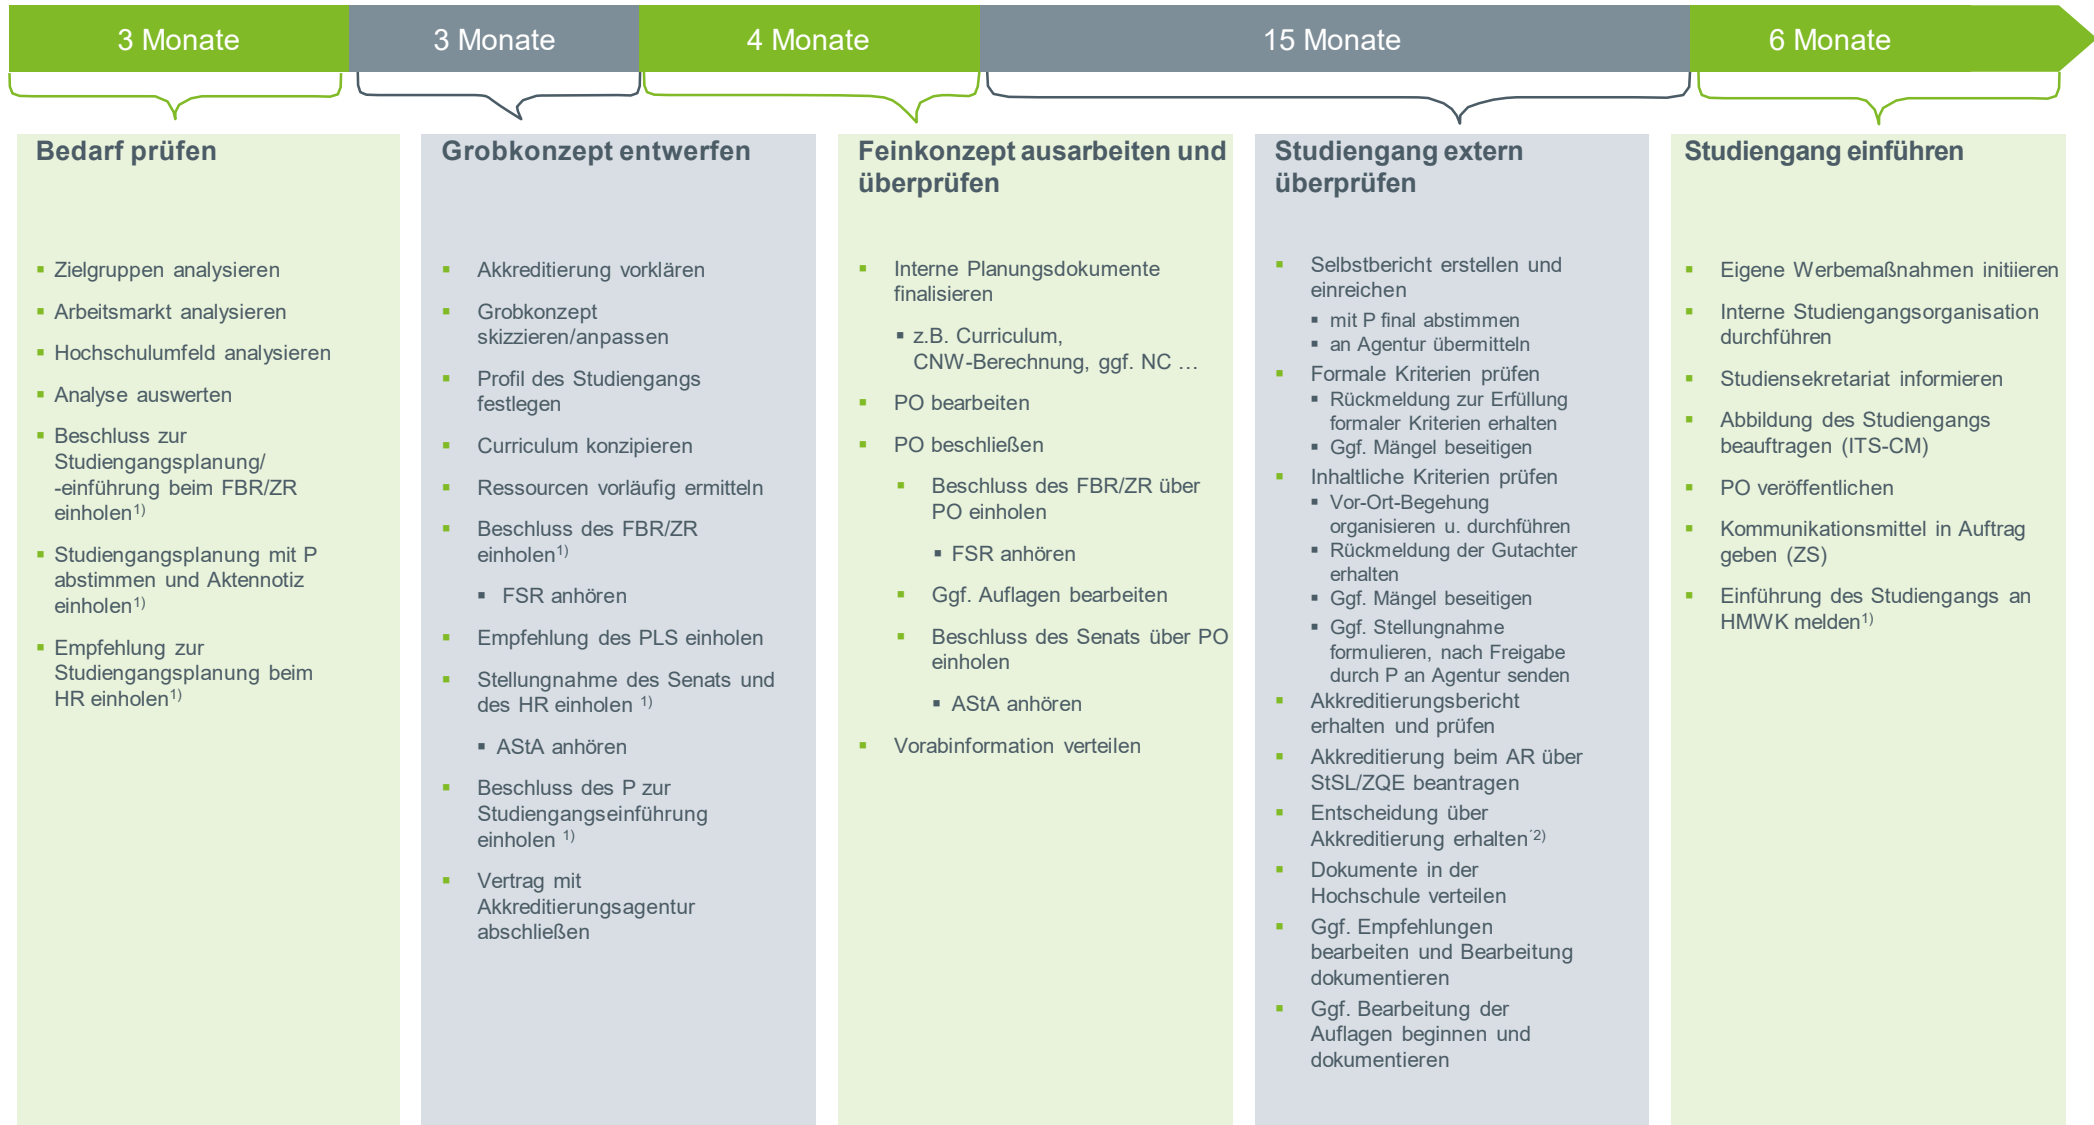 3 Monate
3 Monate
4 Monate
15 Monate
6 Monate
Bedarf prüfen
Zielgruppen analysieren
Arbeitsmarkt analysieren
Hochschulumfeld analysieren
Analyse auswerten
Beschluss zur
Studiengangsplanung/
-einführung beim FBR/ZR
einholen1)
Studiengangsplanung mit P
abstimmen und Aktennotiz
einholen1)
Empfehlung zur
Studiengangsplanung beim
HR einholen1)
Grobkonzept entwerfen
Akkreditierung vorklären
Grobkonzept
skizzieren/anpassen
Profil des Studiengangs
festlegen
Curriculum konzipieren
Ressourcen vorläufig ermitteln
Beschluss des FBR/ZR
einholen1)
FSR anhören
Empfehlung des PLS einholen
Stellungnahme des Senats und
des HR einholen 1)
AStA anhören
Beschluss des P zur
Studiengangseinführung
einholen 1)
Vertrag mit
Akkreditierungsagentur
abschließen
Feinkonzept ausarbeiten und
überprüfen
Interne Planungsdokumente
finalisieren
z.B. Curriculum,
CNW-Berechnung, ggf. NC …
PO bearbeiten
PO beschließen
Beschluss des FBR/ZR über
PO einholen
FSR anhören
Ggf. Auflagen bearbeiten
Beschluss des Senats über PO
einholen
AStA anhören
Vorabinformation verteilen
Studiengang extern
überprüfen
Selbstbericht erstellen und
einreichen
mit P final abstimmen
an Agentur übermitteln
Formale Kriterien prüfen
Rückmeldung zur Erfüllung
formaler Kriterien erhalten
Ggf. Mängel beseitigen
Inhaltliche Kriterien prüfen
Vor-Ort-Begehung
organisieren u. durchführen
Rückmeldung der Gutachter
erhalten
Ggf. Mängel beseitigen
Ggf. Stellungnahme
formulieren, nach Freigabe
durch P an Agentur senden
Akkreditierungsbericht
erhalten und prüfen
Akkreditierung beim AR über
StSL/ZQE beantragen
Entscheidung über
Akkreditierung erhalten´2)
Dokumente in der
Hochschule verteilen
Ggf. Empfehlungen
bearbeiten und Bearbeitung
dokumentieren
Ggf. Bearbeitung der
Auflagen beginnen und
dokumentieren
Studiengang einführen
Eigene Werbemaßnahmen initiieren
Interne Studiengangsorganisation
durchführen
Studiensekretariat informieren
Abbildung des Studiengangs
beauftragen (ITS-CM)
PO veröffentlichen
Kommunikationsmittel in Auftrag
geben (ZS)
Einführung des Studiengangs an
HMWK melden1)